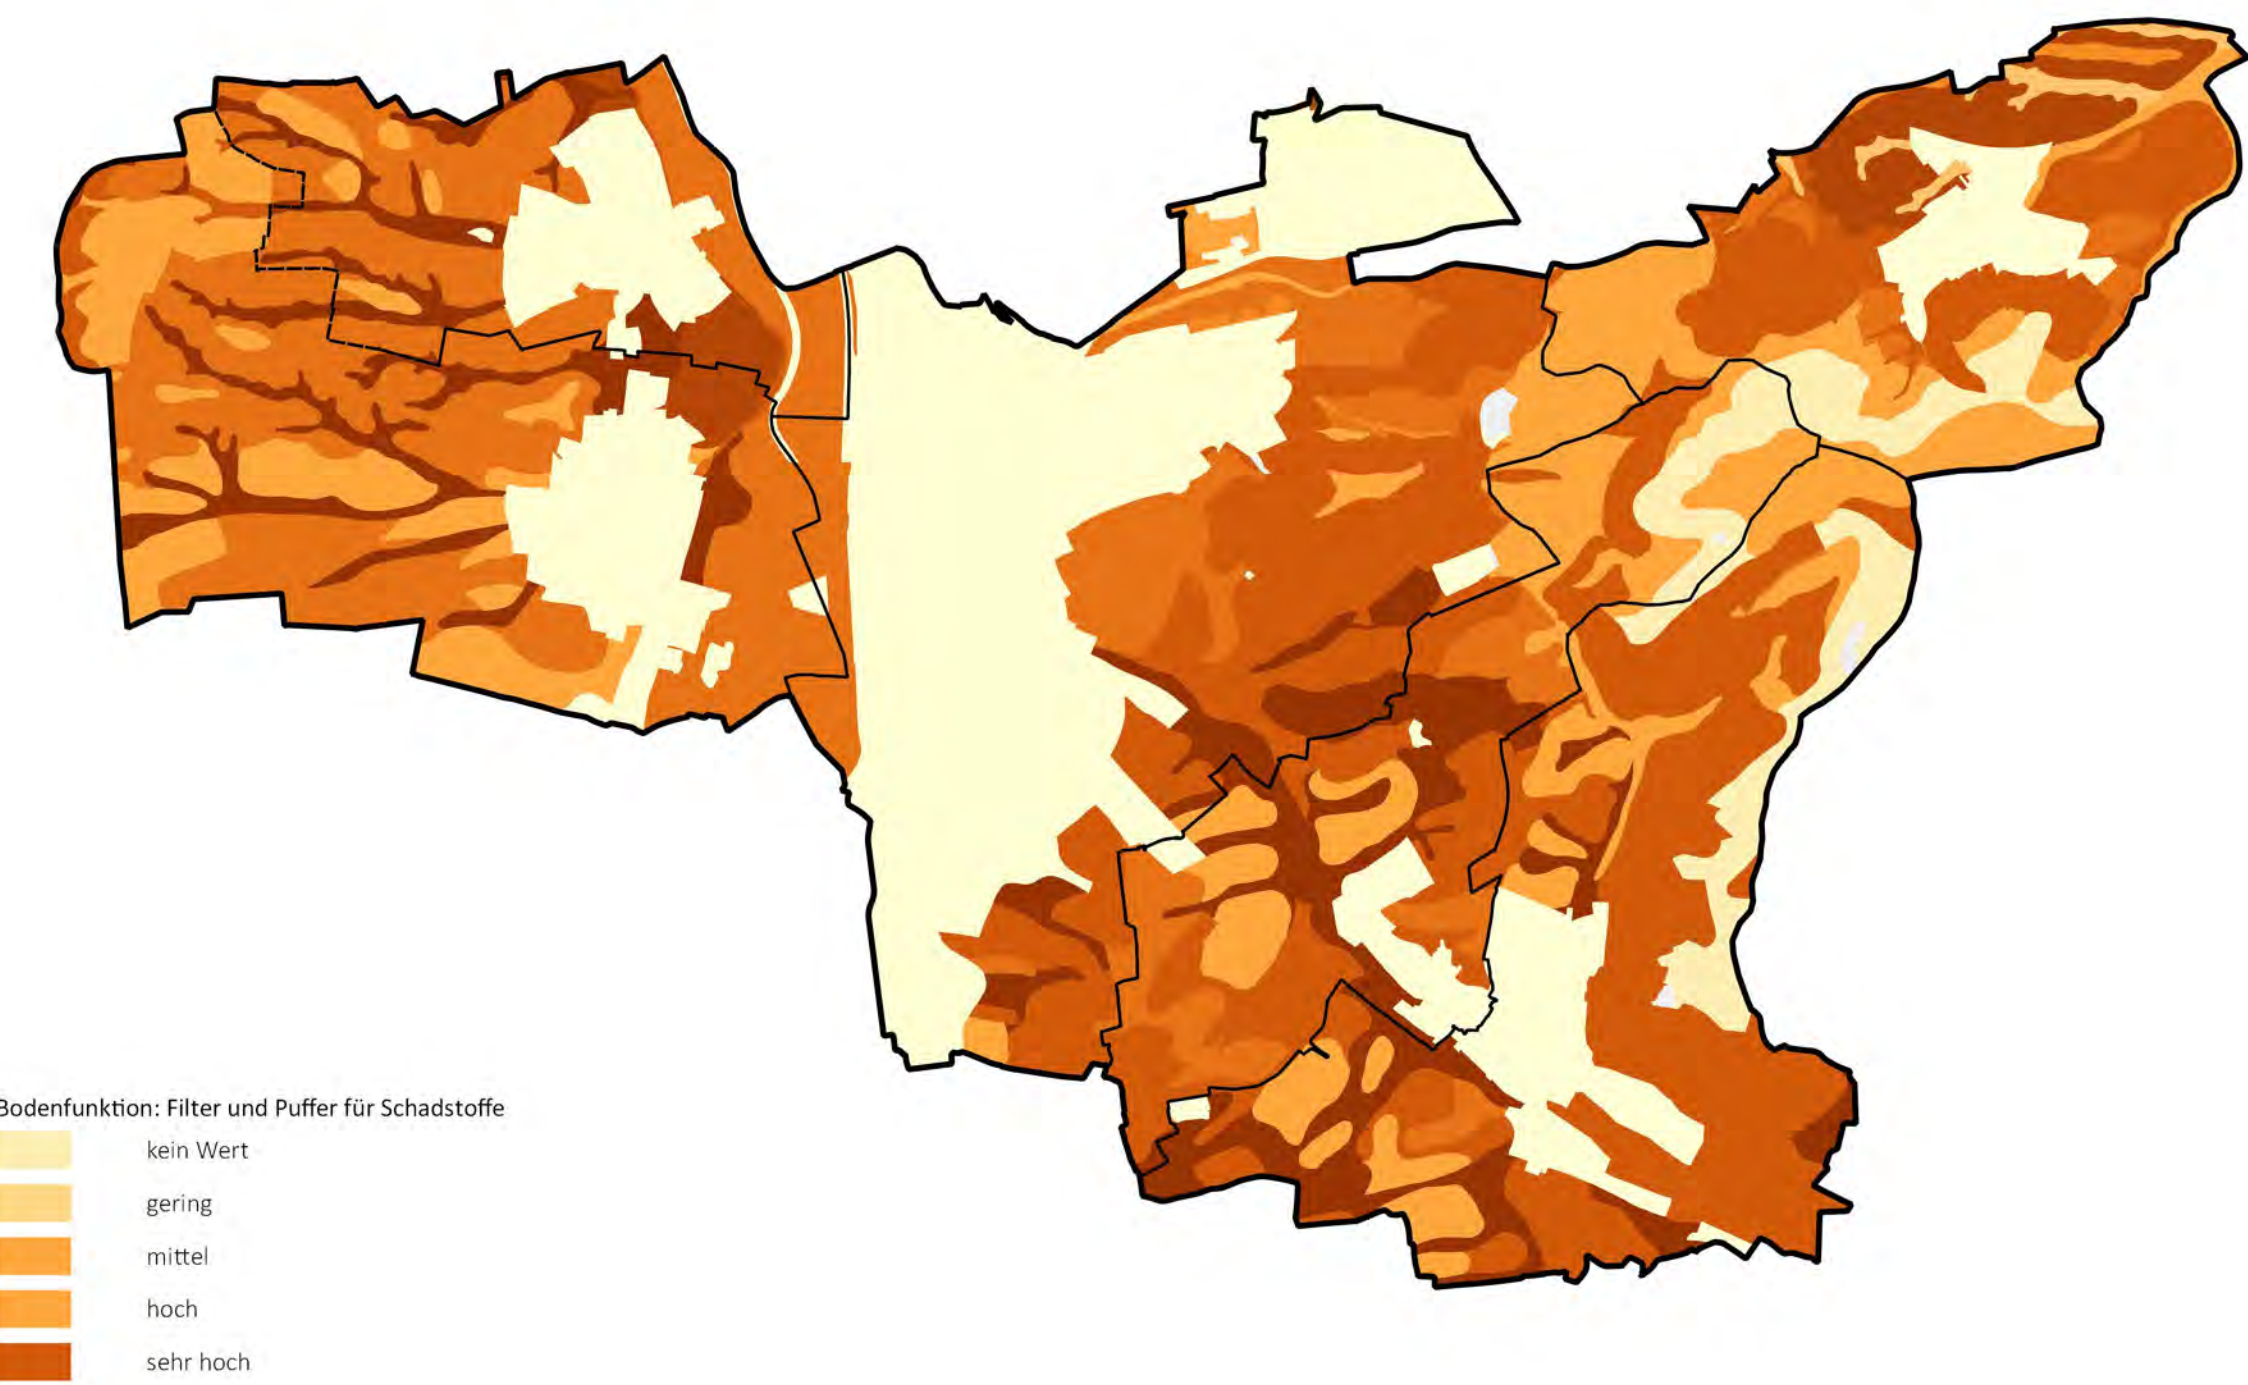 Bodenfunktion: Filter und Puffer für Schadstoffe
kein Wert
gering
mittel
hoch
sehr hoch